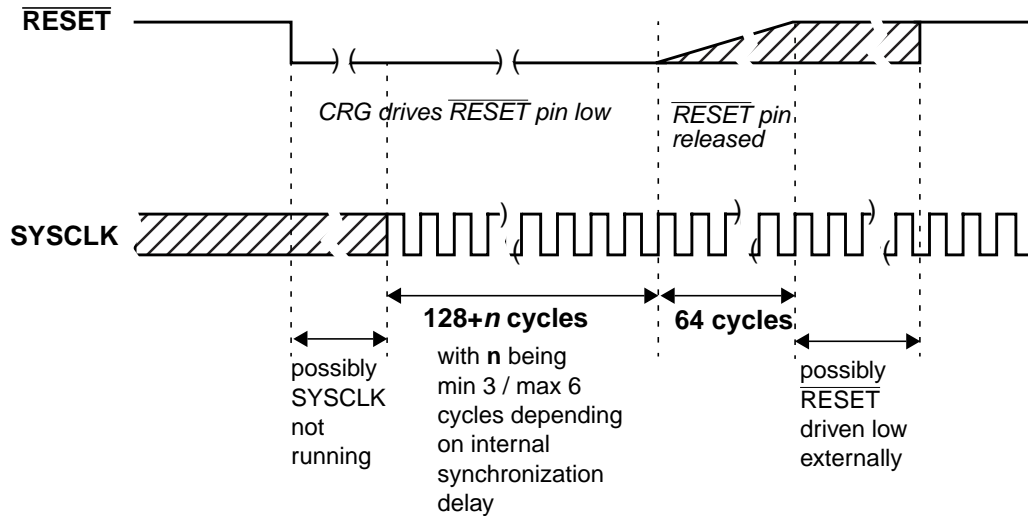 RESET
CRG drives RESET pin low
RESET pin
released
SYSCLK
128+n cycles
with n being
min 3 / max 6
cycles depending
on internal
synchronization
delay
64 cycles
possibly
SYSCLK
not
running
possibly
RESET
driven low
externally